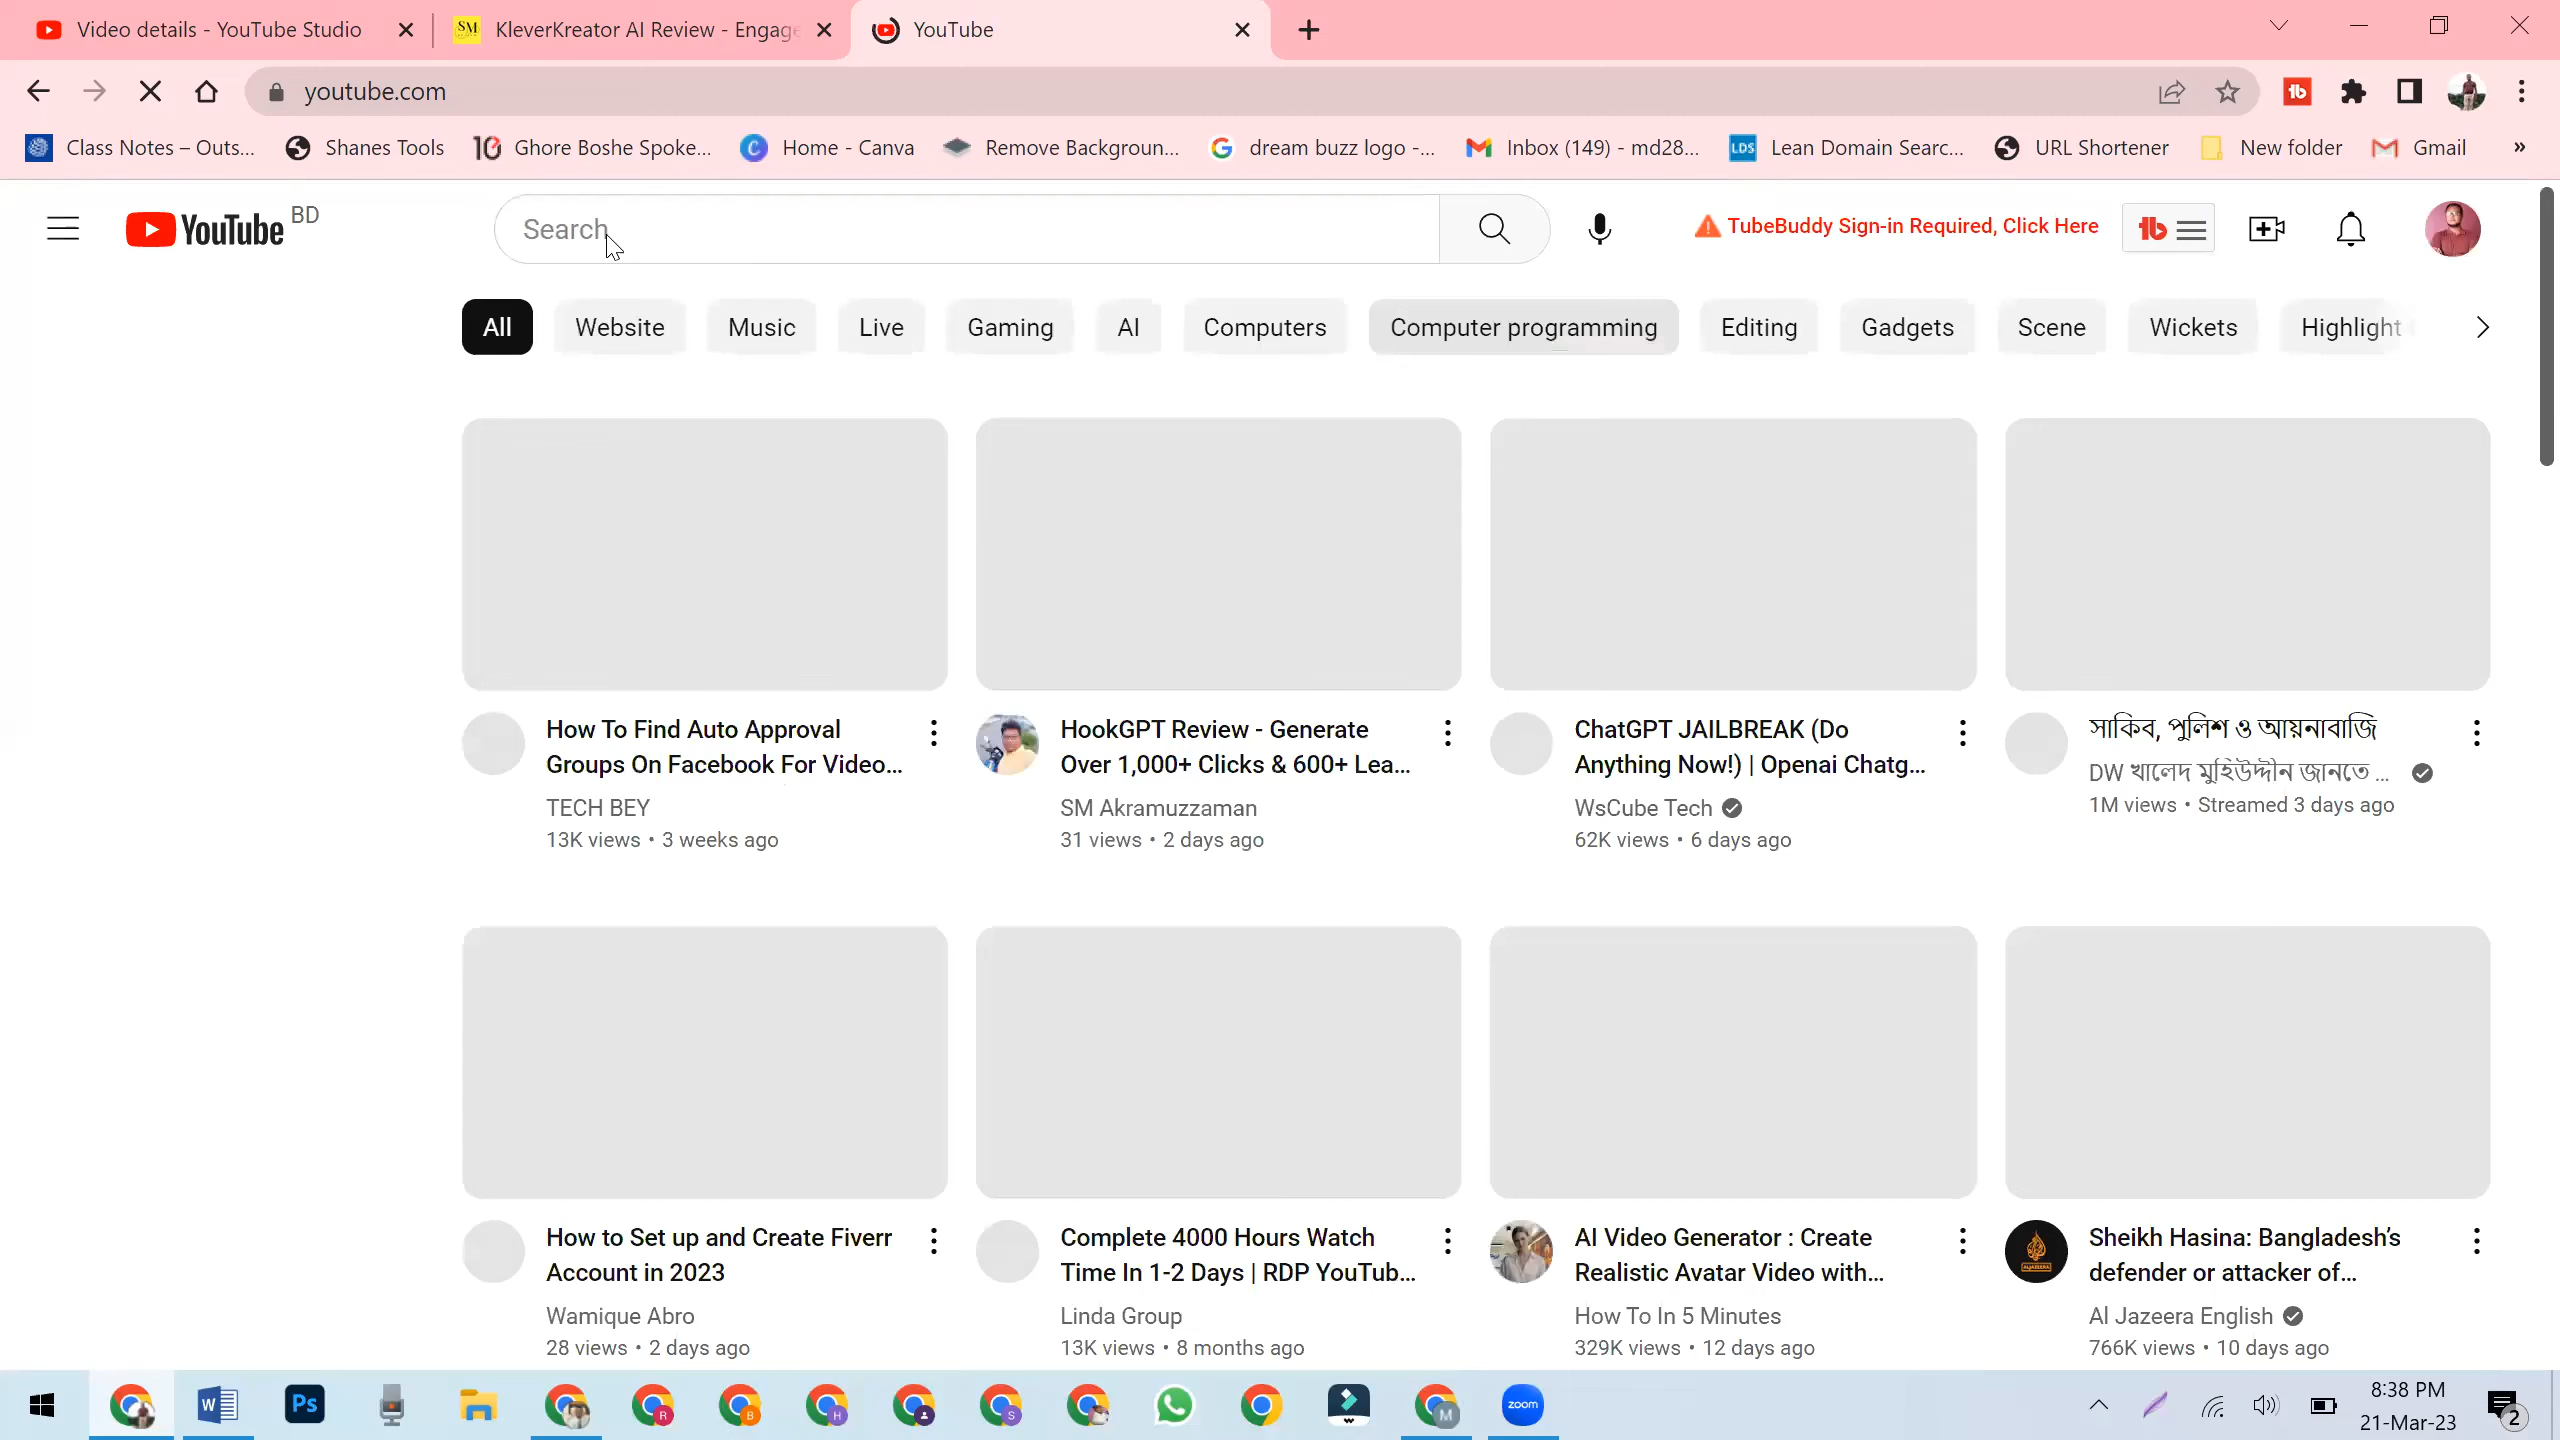 Video details - YouTube Studio
KleverKreator AI Review - Engage
YouTube
youtube.com
Class Notes – Outs...
Shanes Tools
Ghore Boshe Spoke...
Home - Canva
Remove Backgroun...
dream buzz logo -...
Inbox (149) - md28...
LDS
Lean Domain Searc...
URL Shortener
New folder
Gmail
YouTube BD
Search
TubeBuddy Sign-in Required, Click Here
All
Website
Music
Live
Gaming
AI
Computers
Computer programming
Editing
Gadgets
Scene
Wickets
Highlight
How To Find Auto Approval
Groups On Facebook For Video...
TECH BEY
13K views • 3 weeks ago
HookGPT Review - Generate
Over 1,000+ Clicks & 600+ Lea...
SM Akramuzzaman
31 views • 2 days ago
ChatGPT JAILBREAK (Do
Anything Now!) | Openai Chatg...
WsCube Tech
62K views • 6 days ago
সাকিব, পুলিশ ও আয়নাবাজি
DW খালেদ মুহিউদ্দীন জানতে ...
1M views • Streamed 3 days ago
How to Set up and Create Fiverr
Account in 2023
Wamique Abro
28 views • 2 days ago
Complete 4000 Hours Watch
Time In 1-2 Days | RDP YouTub...
Linda Group
13K views • 8 months ago
AI Video Generator : Create
Realistic Avatar Video with...
How To In 5 Minutes
329K views • 12 days ago
Sheikh Hasina: Bangladesh’s
defender or attacker of...
Al Jazeera English
766K views • 10 days ago
Ps
zoom
8:38 PM
21-Mar-23
2